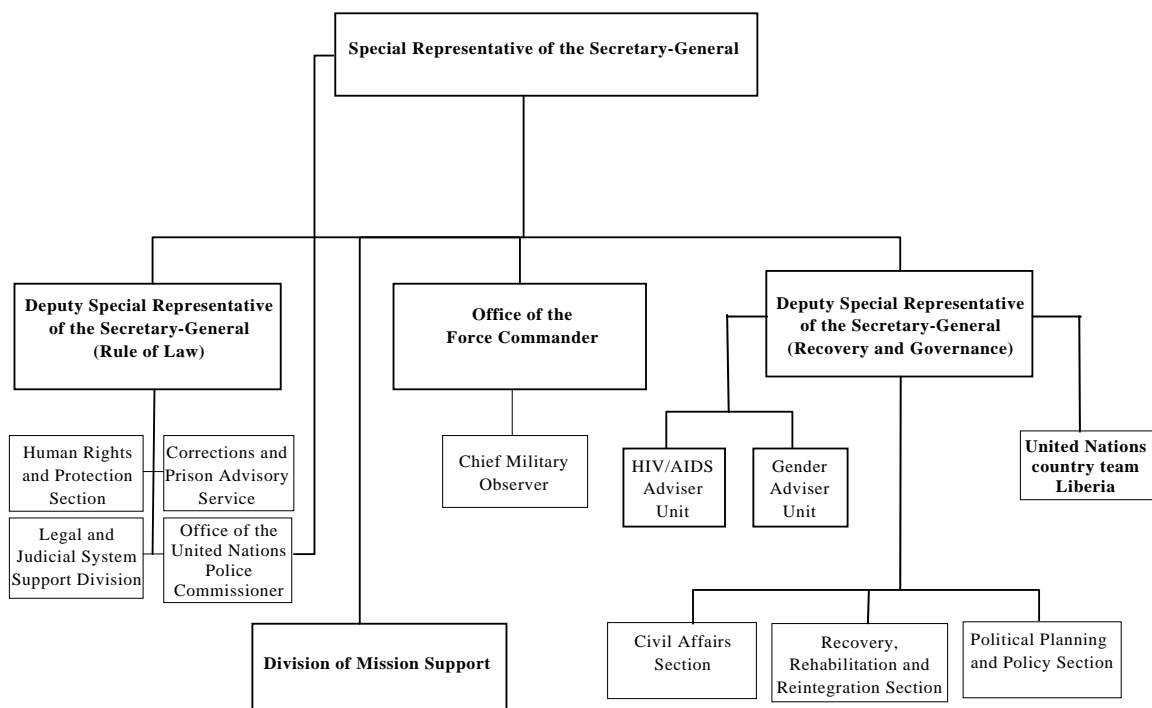 Special Representative of the Secretary-General
Deputy Special Representative
of the Secretary-General
(Rule of Law)
Office of the
Force Commander
Deputy Special Representative
of the Secretary-General
(Recovery and Governance)
Human Rights
and Protection
Section
Corrections and
Prison Advisory
Service
Legal and
Judicial System
Support Division
Office of the
United Nations
Police
Commissioner
Chief Military
Observer
HIV/AIDS
Adviser
Unit
Gender
Adviser
Unit
United Nations
country team
Liberia
Division of Mission Support
Civil Affairs
Section
Recovery,
Rehabilitation and
Reintegration Section
Political Planning
and Policy Section